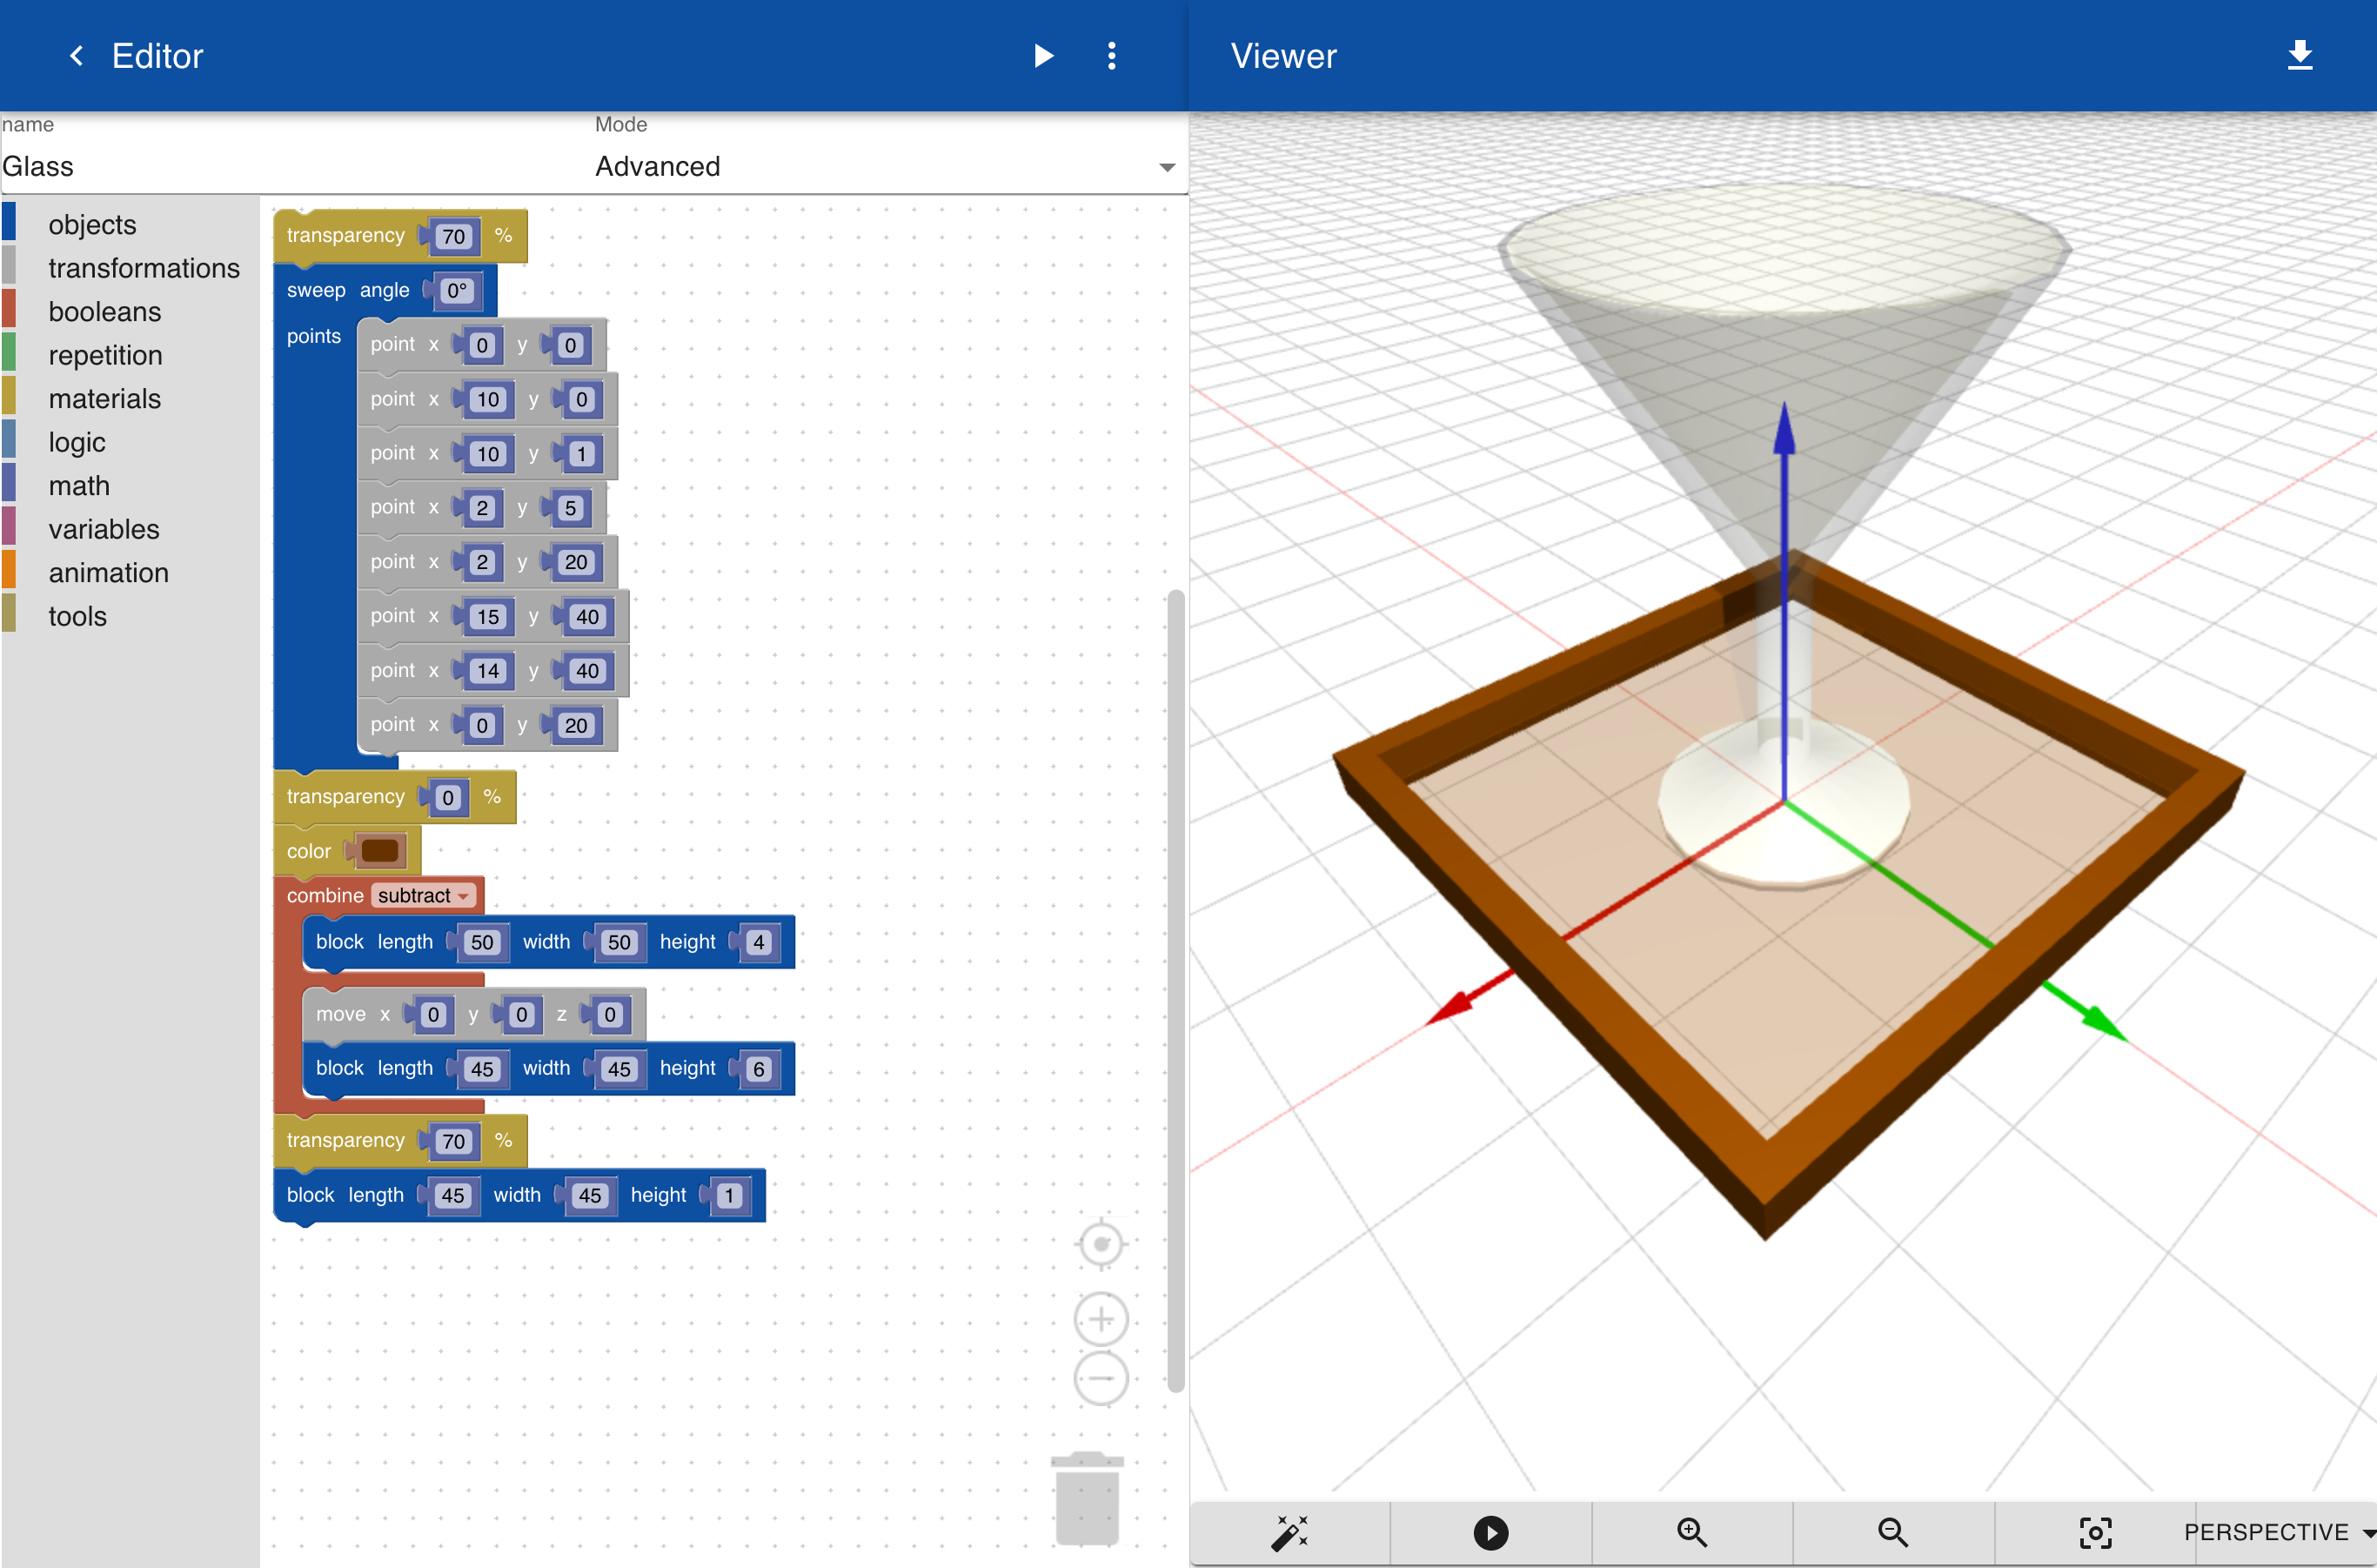 Editor
Viewer
name
Mode
Glass
Advanced
objects
transformations
booleans
repetition
materials
logic
math
variables
animation
tools
transparency 70 %
sweep angle 0°
points
point x 0 y 0
point x 10 y 0
point x 10 y 1
point x 2 y 5
point x 2 y 20
point x 15 y 40
point x 14 y 40
point x 0 y 20
transparency 0 %
color
combine subtract
block length 50 width 50 height 4
move x 0 y 0 z 0
block length 45 width 45 height 6
transparency 70 %
block length 45 width 45 height 1
PERSPECTIVE